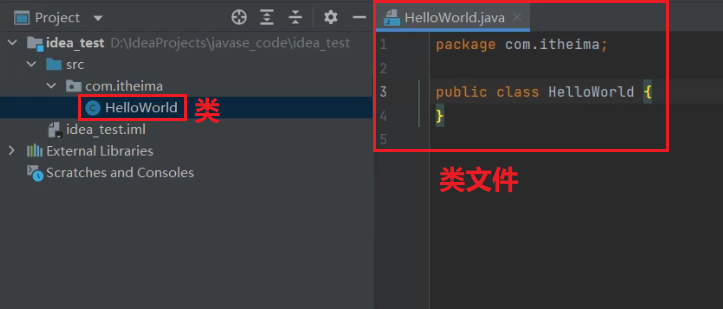 Project
idea_test D:\IdeaProjects\javase_code\idea_test
src
com.itheima
HelloWorld 类
idea_test.iml
External Libraries
Scratches and Consoles
HelloWorld.java
1 package com.itheima;
2
3 public class HelloWorld {
4 }
5
类文件